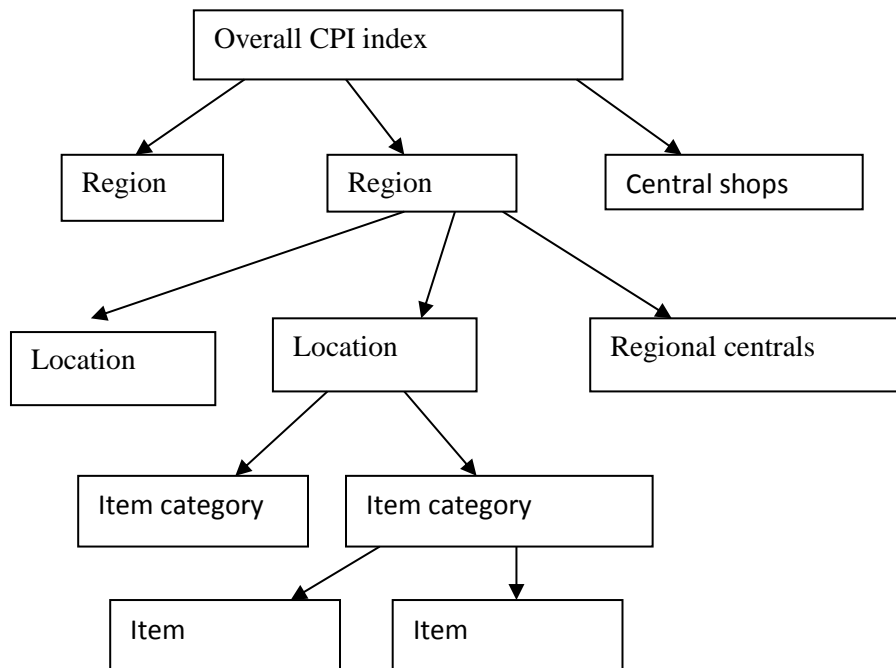 Overall CPI index
Region
Region
Central shops
Location
Location
Regional centrals
Item category
Item category
Item
Item